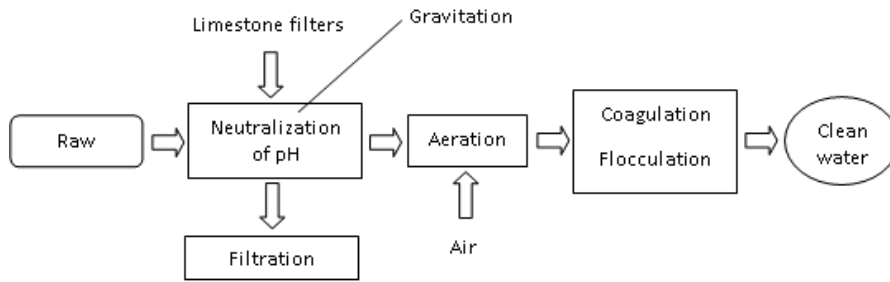 Limestone filters
Gravitation
Raw
Neutralization
of pH
Aeration
Coagulation
Flocculation
Clean
water
Filtration
Air